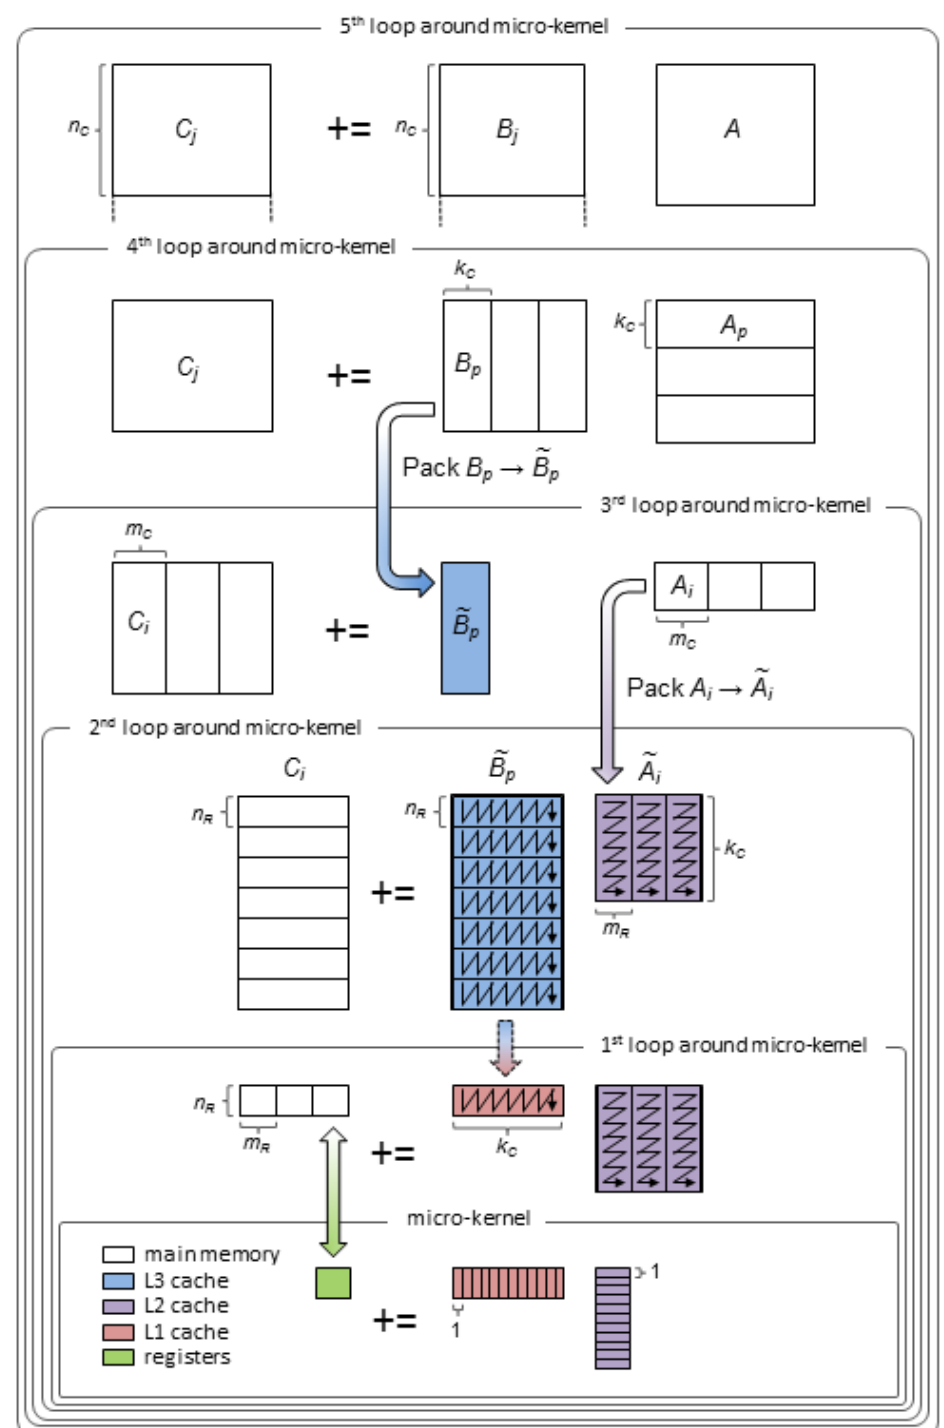 5th loop around micro-kernel
nC Cj += nC Bj A
4th loop around micro-kernel
kC
Cj += Bp kC Ap
Pack Bp → B̃p
3rd loop around micro-kernel
mC
Ci += B̃p Ai
mC
Pack Ai → Ãi
2nd loop around micro-kernel
Ci B̃p Ãi
nR nR
+= kC
mR
1st loop around micro-kernel
nR
mR += kC
micro-kernel
main memory
L3 cache
L2 cache
L1 cache
registers
+= 1
1